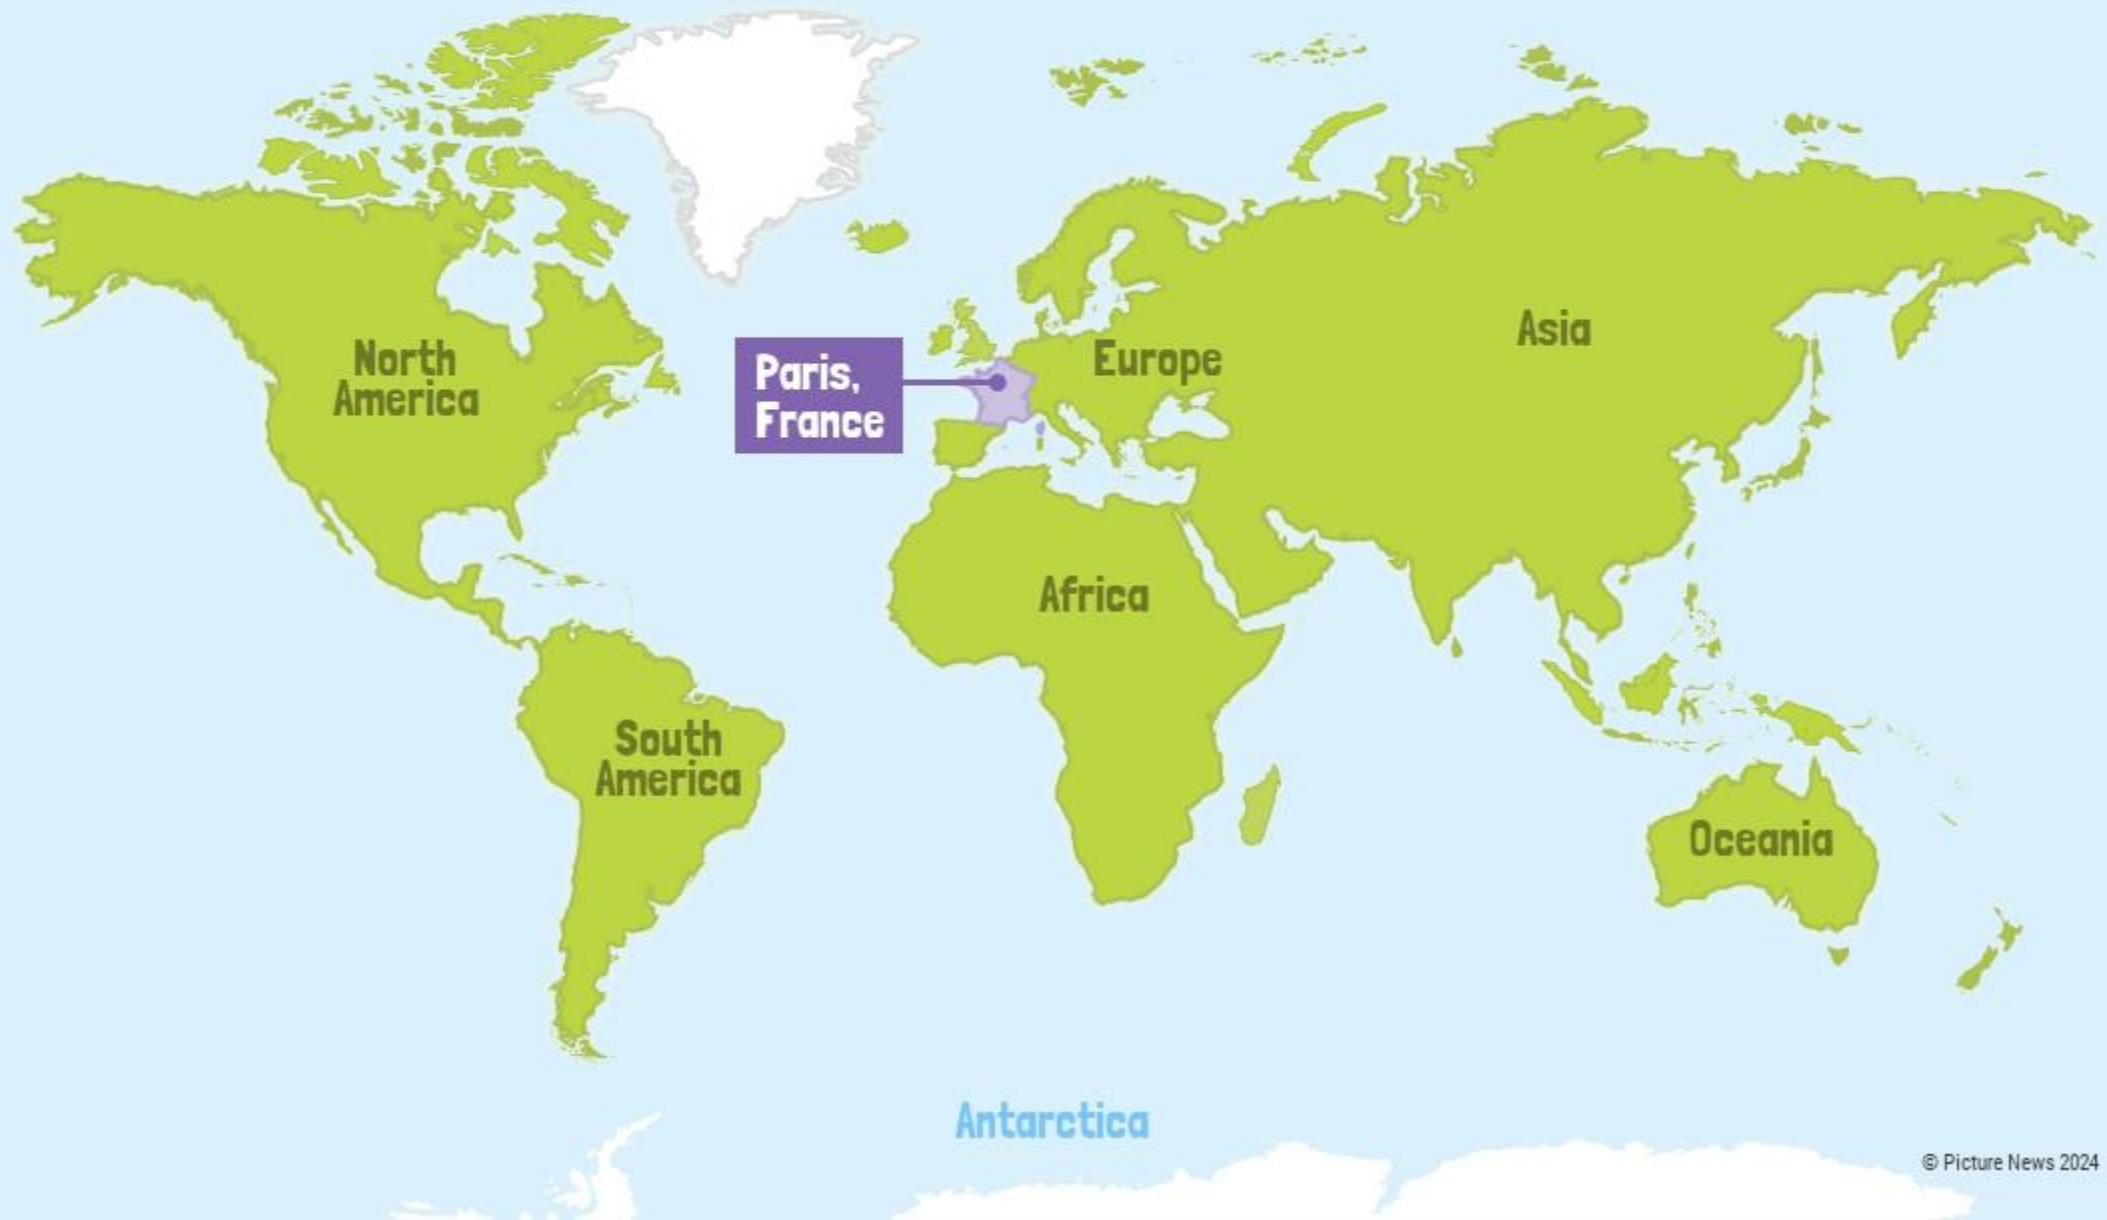 North
America
Paris,
France
Europe
Asia
Africa
South
America
Oceania
Antarctica
© Picture News 2024